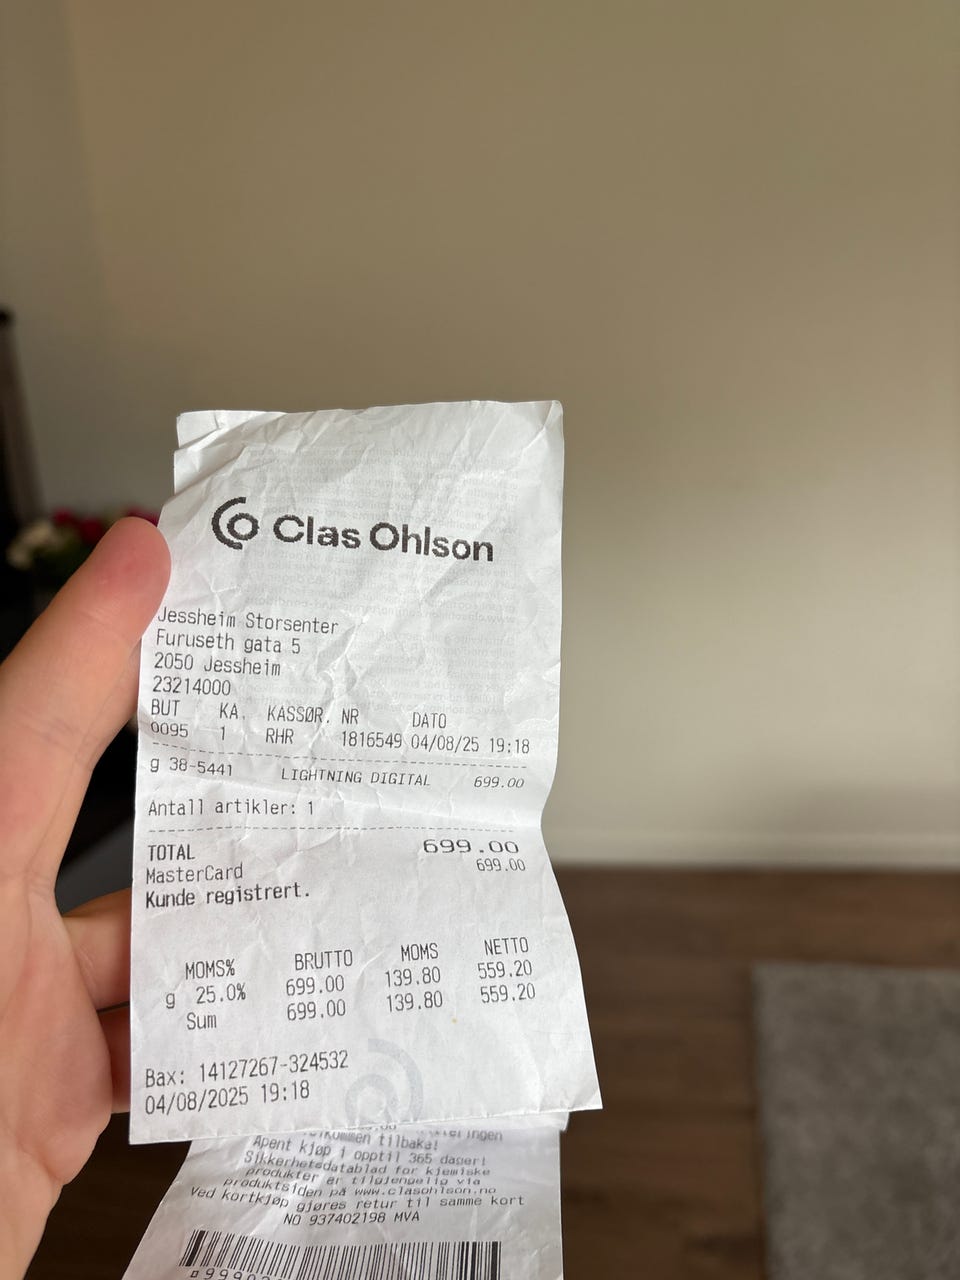 Clas Ohlson
Jessheim Storsenter
Furuseth gata 5
2050 Jessheim
23214000
BUT KA. KASSØR. NR DATO
0095 1 RHR 1816549 04/08/25 19:18
g 38-5441 LIGHTNING DIGITAL 699.00
Antall artikler: 1
TOTAL 699.00
MasterCard 699.00
Kunde registrert.
MOMS% BRUTTO MOMS NETTO
g 25.0% 699.00 139.80 559.20
Sum 699.00 139.80 559.20
Bax: 14127267-324532
04/08/2025 19:18
tilbake!
Åpent kjøp i opptil 365 dager!
Sikkerhetsdatablad for kjemiske
produkter er tilgjengelig via
produktsiden på www.clasohlson.no
Ved kortkjøp gjøres retur til samme kort
NO 937402198 MVA